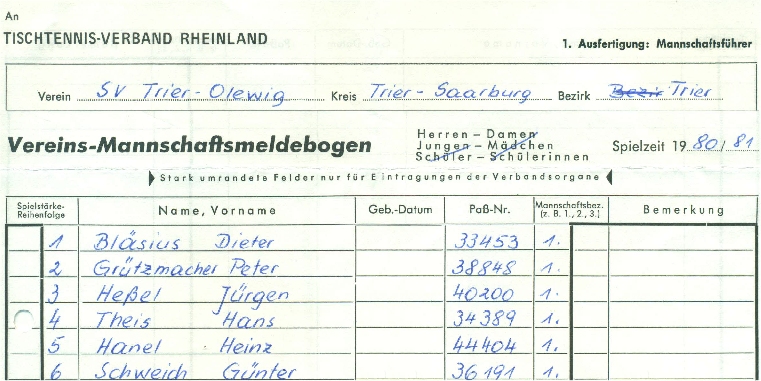 An
TISCHTENNIS-VERBAND RHEINLAND
1. Ausfertigung: Mannschaftsführer
Verein SV Trier-Olewig Kreis Trier-Saarburg Bezirk Bezir Trier
Vereins-Mannschaftsmeldebogen Herren – Damen Spielzeit 1980/81
Jungen – Mädchen
Schüler – Schülerinnen
Stark umrandete Felder nur für Eintragungen der Verbandsorgane
Spielstärke-Reihenfolge Name, Vorname Geb.-Datum Paß-Nr. Mannschaftsbez. (z. B. 1., 2., 3.) Bemerkung
1 Bläsius Dieter 33453 1.
2 Grützmacher Peter 38848 1.
3 Heßel Jürgen 40200 1.
4 Theis Hans 34389 1.
5 Hanel Heinz 44404 1.
6 Schweich Günter 36191 1.